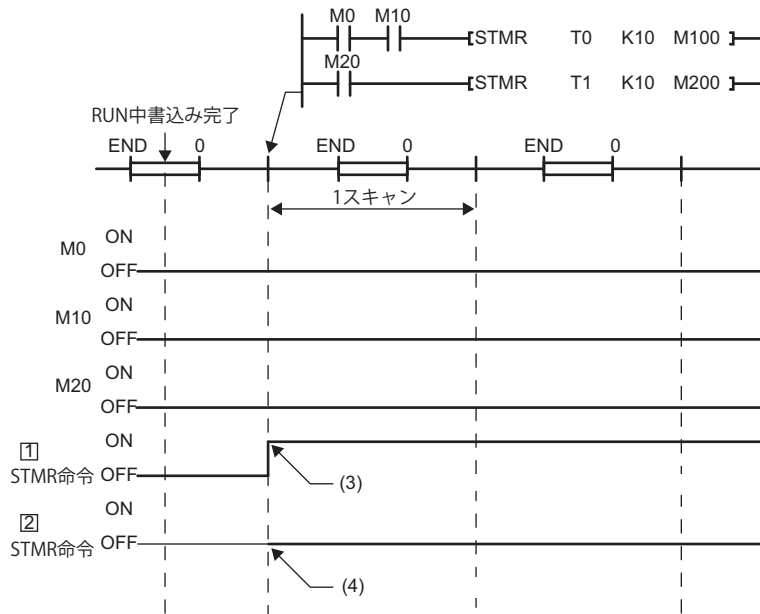 M0 M10
STMR T0 K10 M100
M20
STMR T1 K10 M200
RUN中書込み完了
END 0 END 0 END 0
1スキャン
M0 ON
OFF
M10 ON
OFF
M20 ON
OFF
1 ON
STMR命令 OFF
(3)
2 ON
STMR命令 OFF
(4)